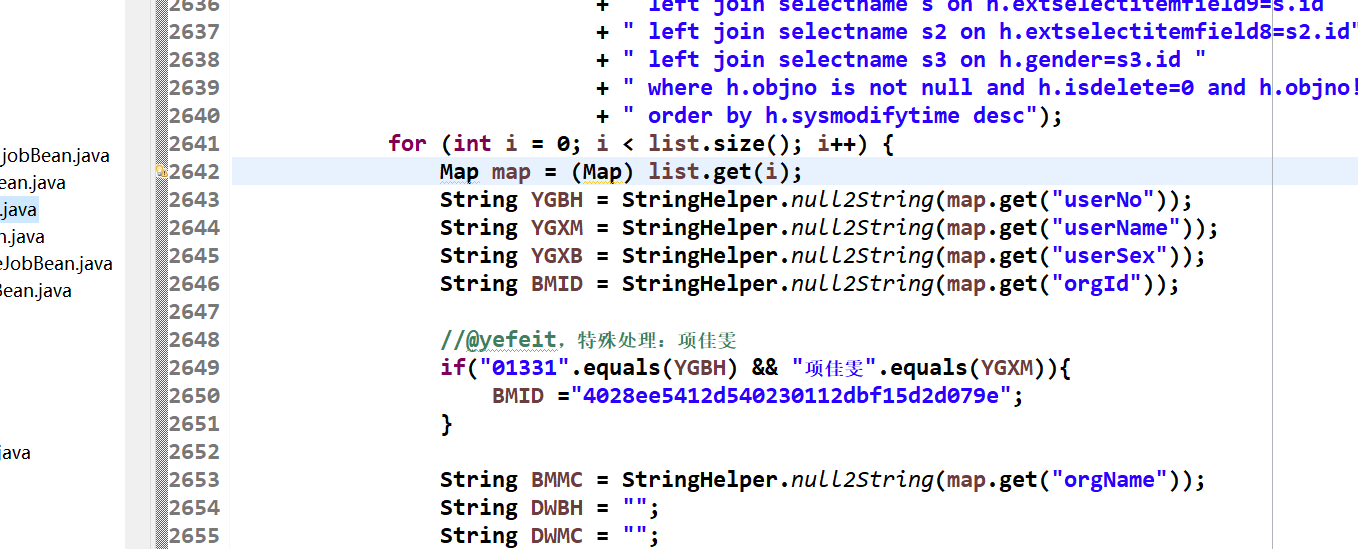 2636 + " left join selectname s on h.extselectitemfield9=s.id
2637 + " left join selectname s2 on h.extselectitemfield8=s2.id"
2638 + " left join selectname s3 on h.gender=s3.id "
2639 + " where h.objno is not null and h.isdelete=0 and h.objno!
2640 + " order by h.sysmodifytime desc");
2641 for (int i = 0; i < list.size(); i++) {
jobBean.java
2642 Map map = (Map) list.get(i);
ean.java
2643 String YGBH = StringHelper.null2String(map.get("userNo"));
.java
2644 String YGXM = StringHelper.null2String(map.get("userName"));
n.java
2645 String YGXB = StringHelper.null2String(map.get("userSex"));
eJobBean.java
2646 String BMID = StringHelper.null2String(map.get("orgId"));
Bean.java
2647
2648 //@yefeit，特殊处理：项佳雯
2649 if("01331".equals(YGBH) && "项佳雯".equals(YGXM)){
2650 BMID ="4028ee5412d540230112dbf15d2d079e";
2651 }
2652
java
2653 String BMMC = StringHelper.null2String(map.get("orgName"));
2654 String DWBH = "";
2655 String DWMC = "";